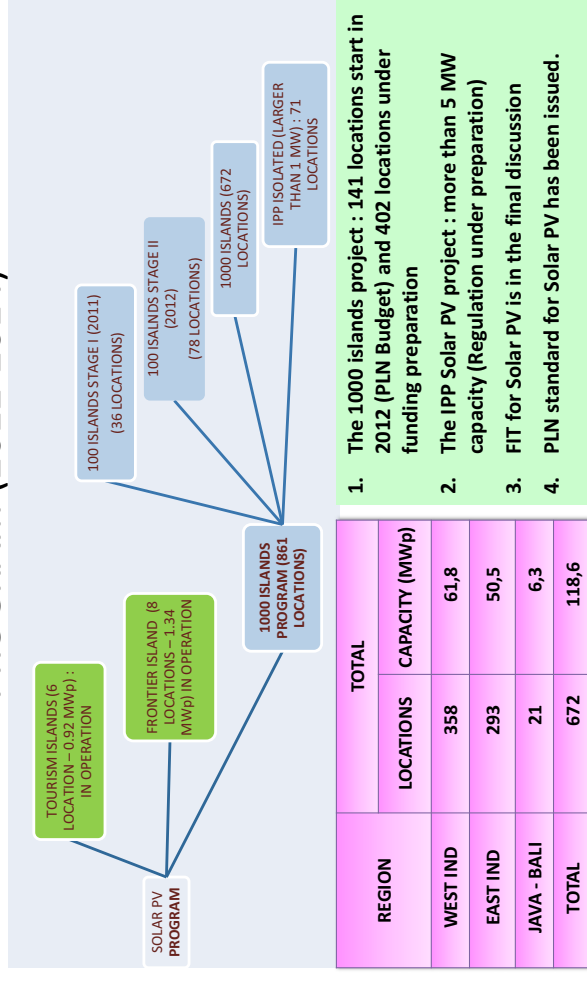 SOLAR PV
PROGRAM
TOURISM ISLANDS (6
LOCATION – 0.92 MWp) :
IN OPERATION
FRONTIER ISLAND (8
LOCATIONS – 1.34
MWp) IN OPERATION
1000 ISLANDS
PROGRAM (861
LOCATIONS)
100 ISLANDS STAGE I (2011)
(36 LOCATIONS)
100 ISALNDS STAGE II
(2012)
(78 LOCATIONS)
1000 ISLANDS (672
LOCATIONS)
IPP ISOLATED (LARGER
THAN 1 MW) : 71
LOCATIONS
REGION TOTAL
LOCATIONS CAPACITY (MWp)
WEST IND 358 61,8
EAST IND 293 50,5
JAVA - BALI 21 6,3
TOTAL 672 118,6
1. The 1000 islands project : 141 locations start in
2012 (PLN Budget) and 402 locations under
funding preparation
2. The IPP Solar PV project : more than 5 MW
capacity (Regulation under preparation)
3. FIT for Solar PV is in the final discussion
4. PLN standard for Solar PV has been issued.